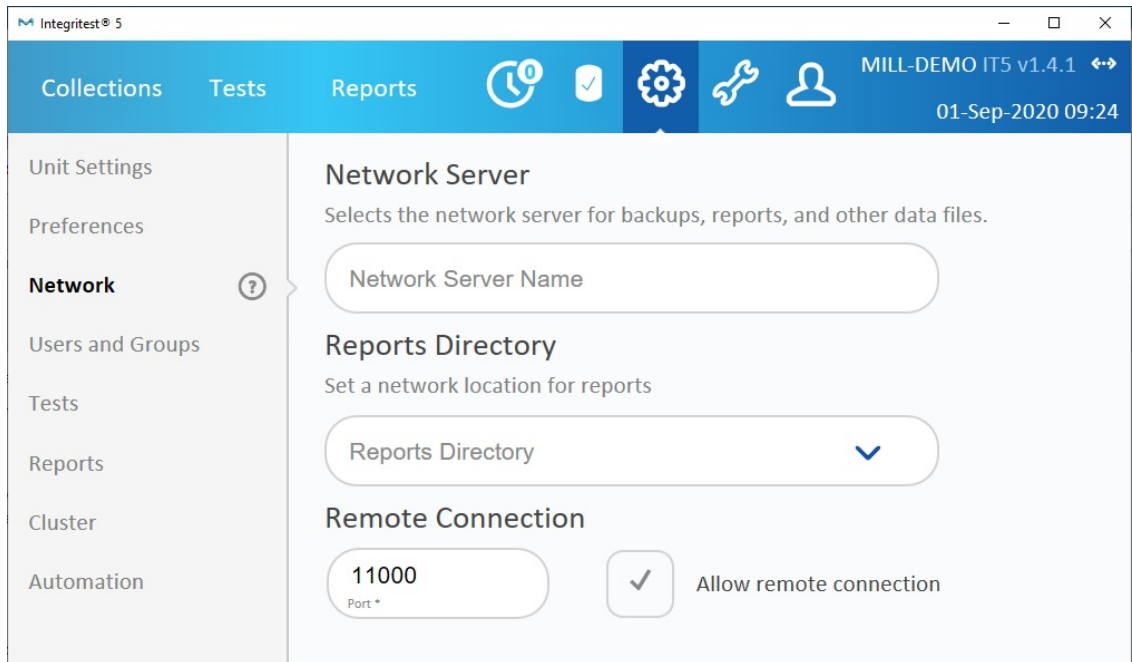 Integritest® 5
Collections Tests Reports 0 MILL-DEMO IT5 v1.4.1
01-Sep-2020 09:24
Unit Settings
Preferences
Network ?
Users and Groups
Tests
Reports
Cluster
Automation
Network Server
Selects the network server for backups, reports, and other data files.
Network Server Name
Reports Directory
Set a network location for reports
Reports Directory
Remote Connection
11000
Port *
Allow remote connection